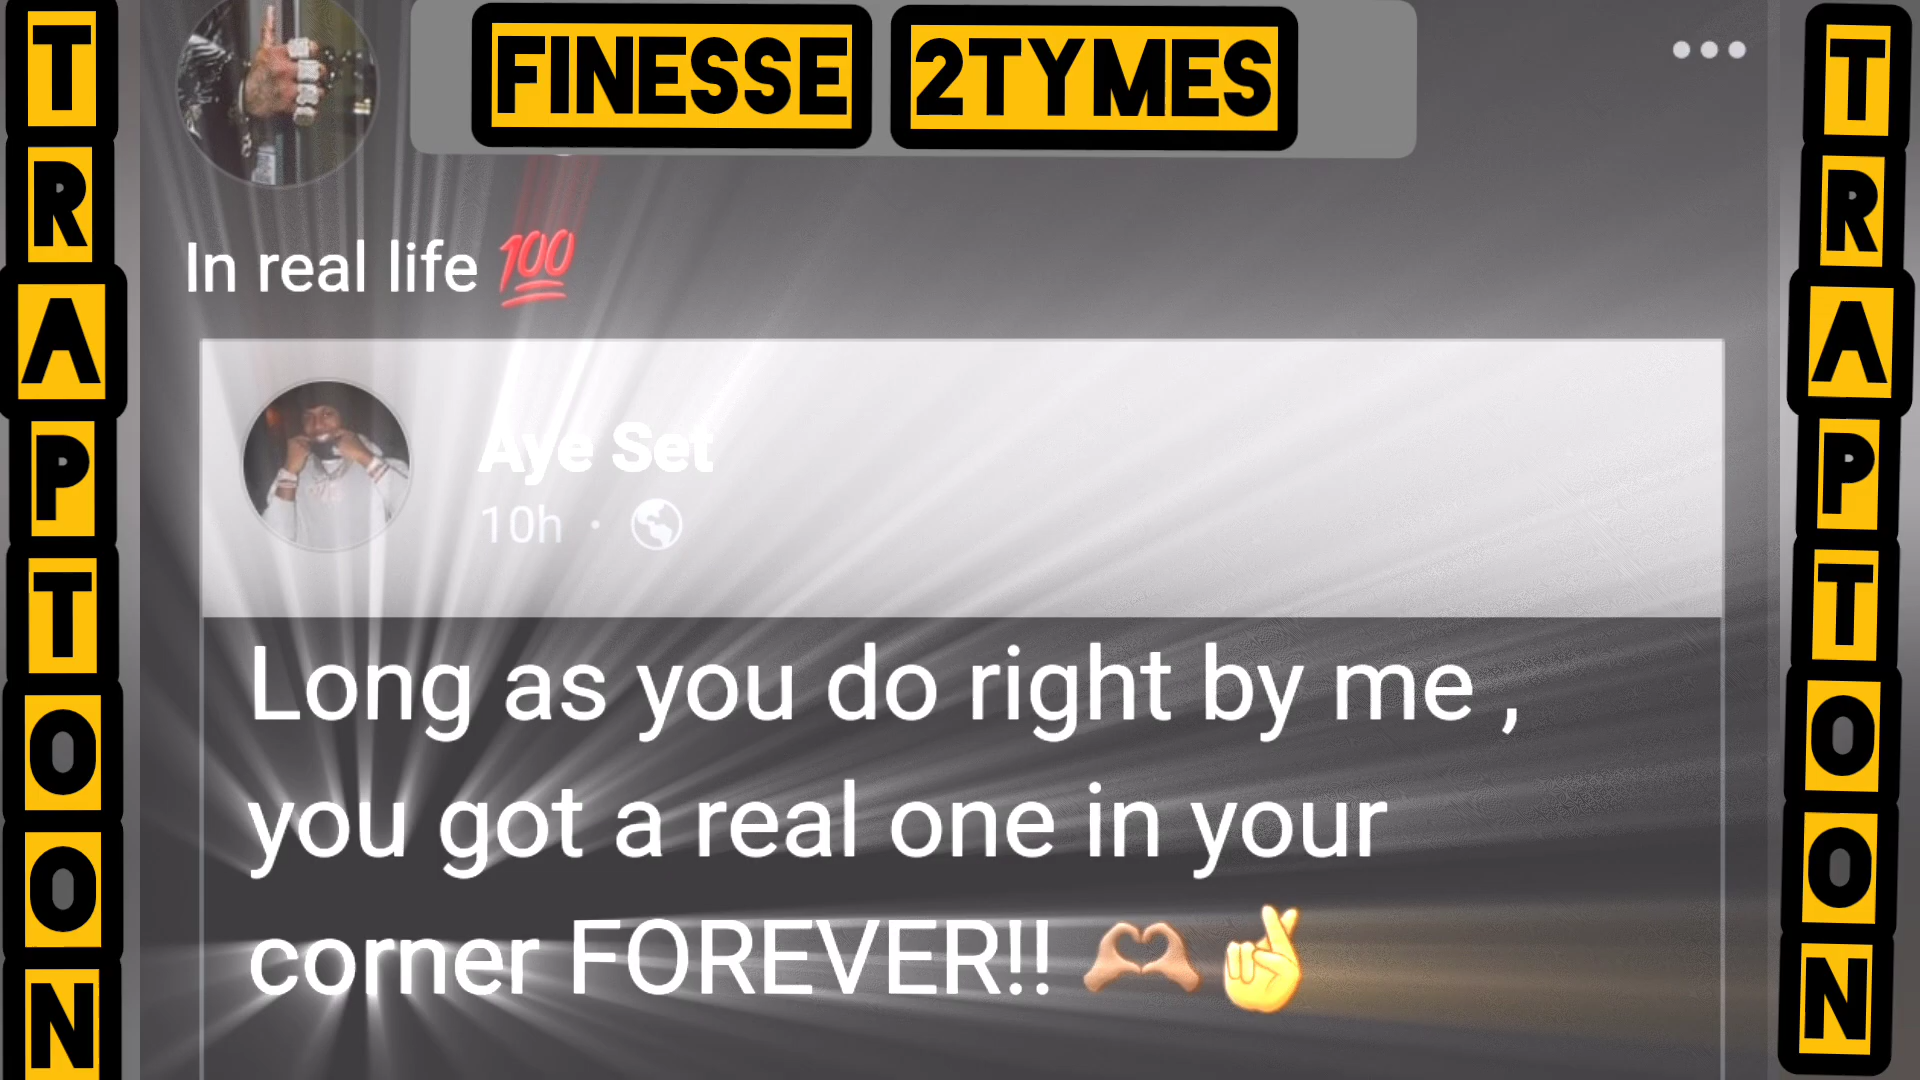 FINESSE 2TYMES
In real life 💯
Aye Set
10h ·
Long as you do right by me ,
you got a real one in your
corner FOREVER!! 🫶🏽🤞
TRAPTOON
TRAPTOON